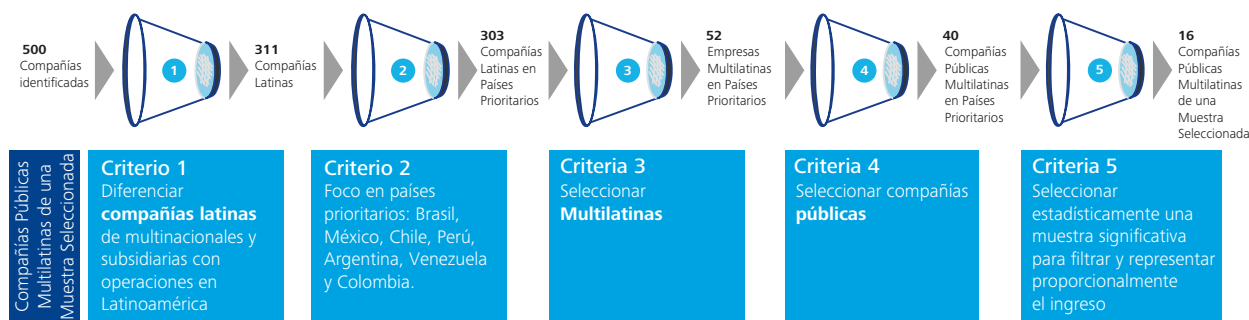 500
Compañías
identificadas
1
311
Compañías
Latinas
2
303
Compañías
Latinas en
Países
Prioritarios
3
52
Empresas
Multilatinas
en Países
Prioritarios
4
40
Compañías
Públicas
Multilatinas
en Países
Prioritarios
5
16
Compañías
Públicas
Multilatinas
de una
Muestra
Seleccionada
Compañías Públicas
Multilatinas de una
Muestra Seleccionada
Criterio 1
Diferenciar
compañías latinas
de multinacionales y
subsidiarias con
operaciones en
Latinoamérica
Criterio 2
Foco en países
prioritarios: Brasil,
México, Chile, Perú,
Argentina, Venezuela
y Colombia.
Criteria 3
Seleccionar
Multilatinas
Criteria 4
Seleccionar compañías
públicas
Criteria 5
Seleccionar
estadísticamente una
muestra significativa
para filtrar y representar
proporcionalmente
el ingreso